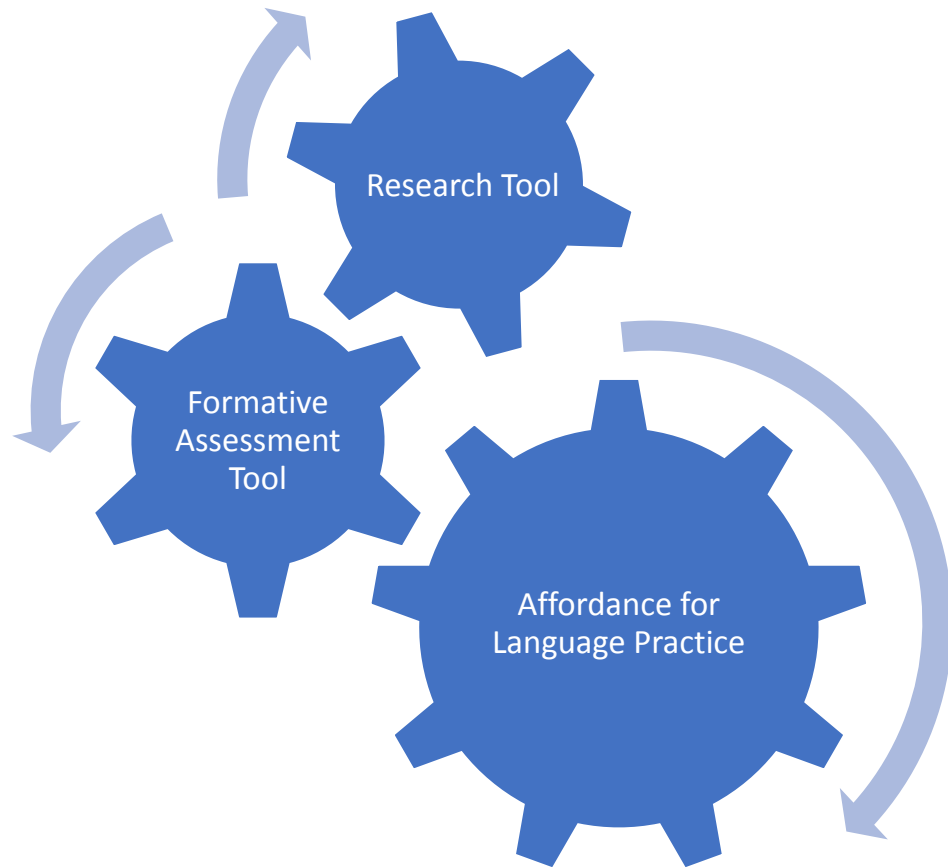 Research Tool
Formative
Assessment
Tool
Affordance for
Language Practice